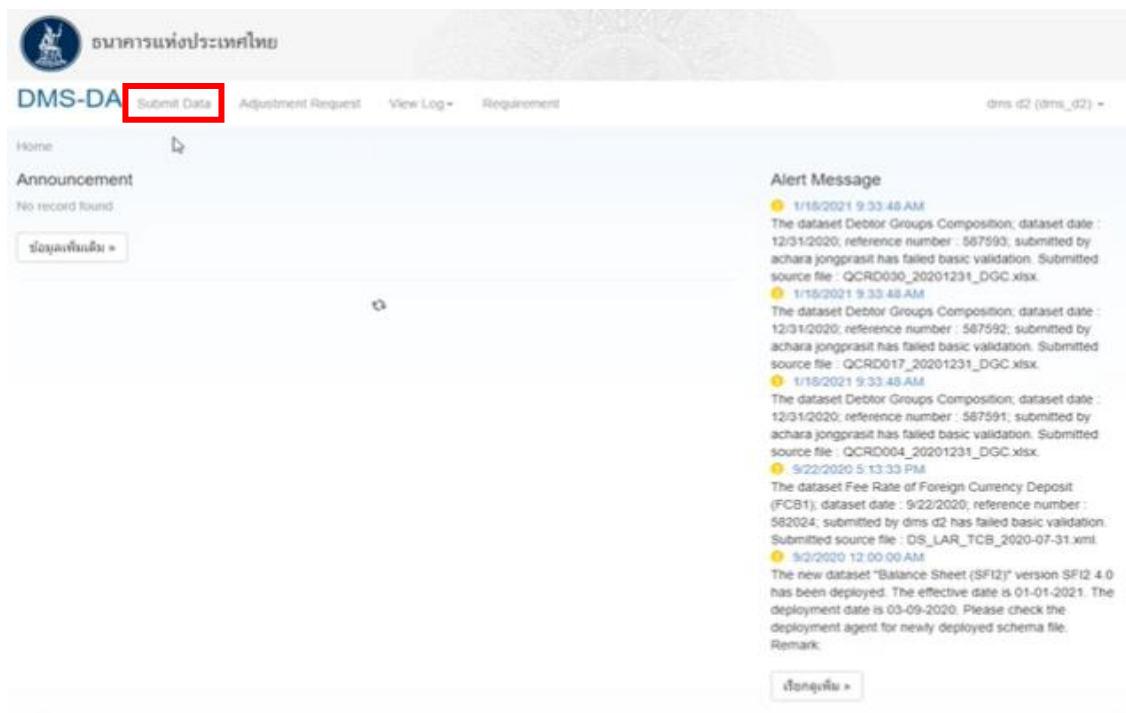 ธนาคารแห่งประเทศไทย
DMS-DA Submit Data Adjustment Request View Log Requirement dms d2 (dms_d2)
Home
Announcement
No record found
ข้อมูลเพิ่มเติม »
Alert Message
1/18/2021 9:33:48 AM
The dataset Debtor Groups Composition; dataset date :
12/31/2020; reference number : 587593; submitted by
achara jongprasit has failed basic validation. Submitted
source file : QCRD030_20201231_DGC.xlsx.
1/18/2021 9:33:48 AM
The dataset Debtor Groups Composition; dataset date :
12/31/2020; reference number : 587592; submitted by
achara jongprasit has failed basic validation. Submitted
source file : QCRD017_20201231_DGC.xlsx.
1/18/2021 9:33:48 AM
The dataset Debtor Groups Composition; dataset date :
12/31/2020; reference number : 587591; submitted by
achara jongprasit has failed basic validation. Submitted
source file : QCRD004_20201231_DGC.xlsx.
9/22/2020 5:13:33 PM
The dataset Fee Rate of Foreign Currency Deposit
(FCB1); dataset date : 9/22/2020; reference number :
582024; submitted by dms d2 has failed basic validation.
Submitted source file : DS_LAR_TCB_2020-07-31.xml.
9/2/2020 12:00:00 AM
The new dataset "Balance Sheet (SFI2)" version SFI2 4.0
has been deployed. The effective date is 01-01-2021. The
deployment date is 03-09-2020. Please check the
deployment agent for newly deployed schema file.
Remark:
เรียกดูเพิ่ม »